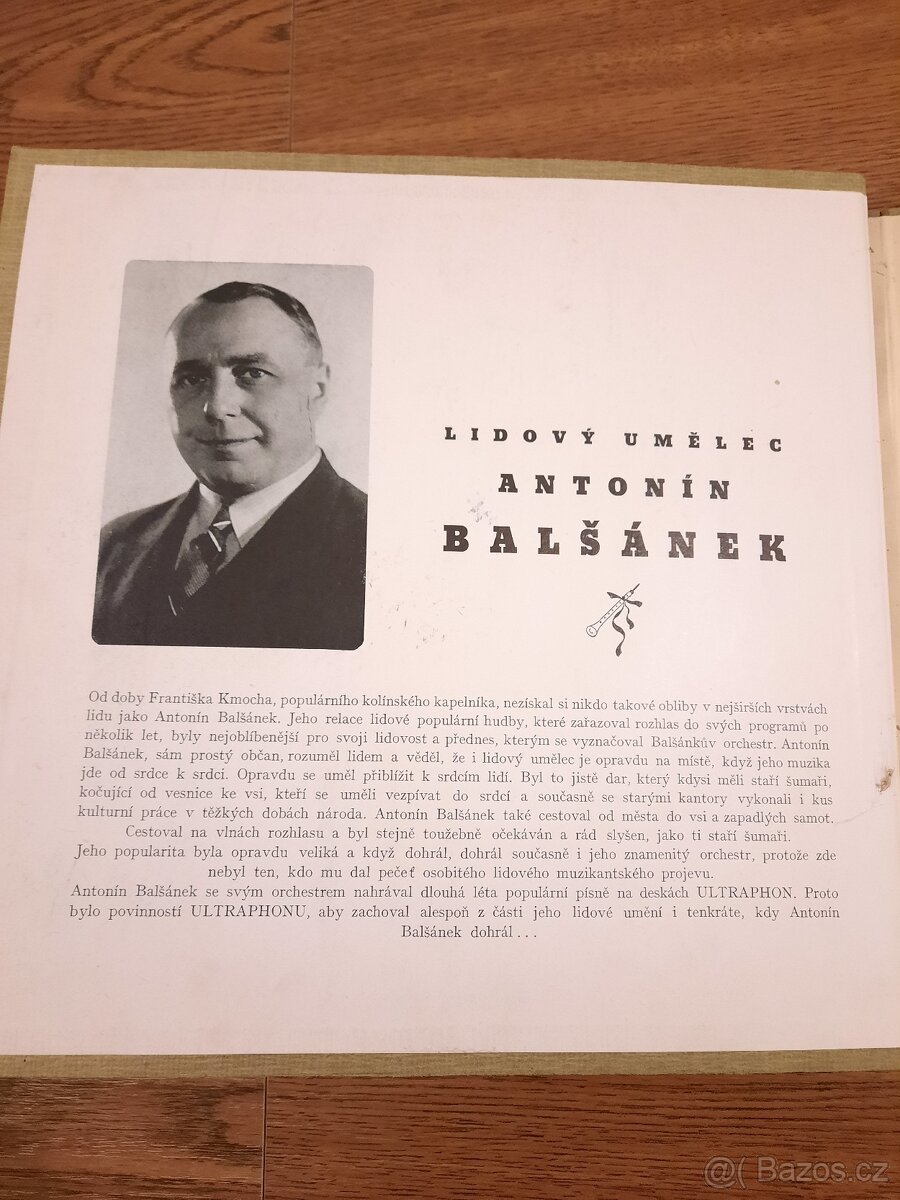 LIDOVÝ UMĚLEC
ANTONÍN
BALŠÁNEK
Od doby Františka Kmocha, populárního kolínského kapelníka, nezískal si nikdo takové obliby v nejširších vrstvách
lidu jako Antonín Balšánek. Jeho relace lidové populární hudby, které zařazoval rozhlas do svých programů po
několik let, byly nejoblíbenější pro svoji lidovost a přednes, kterým se vyznačoval Balšánkův orchestr. Antonín
Balšánek, sám prostý občan, rozuměl lidem a věděl, že i lidový umělec je opravdu na místě, když jeho muzika
jde od srdce k srdci. Opravdu se uměl přiblížit k srdcím lidí. Byl to jistě dar, který kdysi měli staří šumaři,
kočující od vesnice ke vsi, kteří se uměli vezpívat do srdcí a současně se starými kantory vykonali i kus
kulturní práce v těžkých dobách národa. Antonín Balšánek také cestoval od města do vsi a zapadlých samot.
Cestoval na vlnách rozhlasu a byl stejně toužebně očekáván a rád slyšen, jako ti staří šumaři.
Jeho popularita byla opravdu veliká a když dohrál, dohrál současně i jeho znamenitý orchestr, protože zde
nebyl ten, kdo mu dal pečeť osobitého lidového muzikantského projevu.
Antonín Balšánek se svým orchestrem nahrával dlouhá léta populární písně na deskách ULTRAPHON. Proto
bylo povinností ULTRAPHONU, aby zachoval alespoň z části jeho lidové umění i tenkráte, kdy Antonín
Balšánek dohrál...
@( Bazos.cz